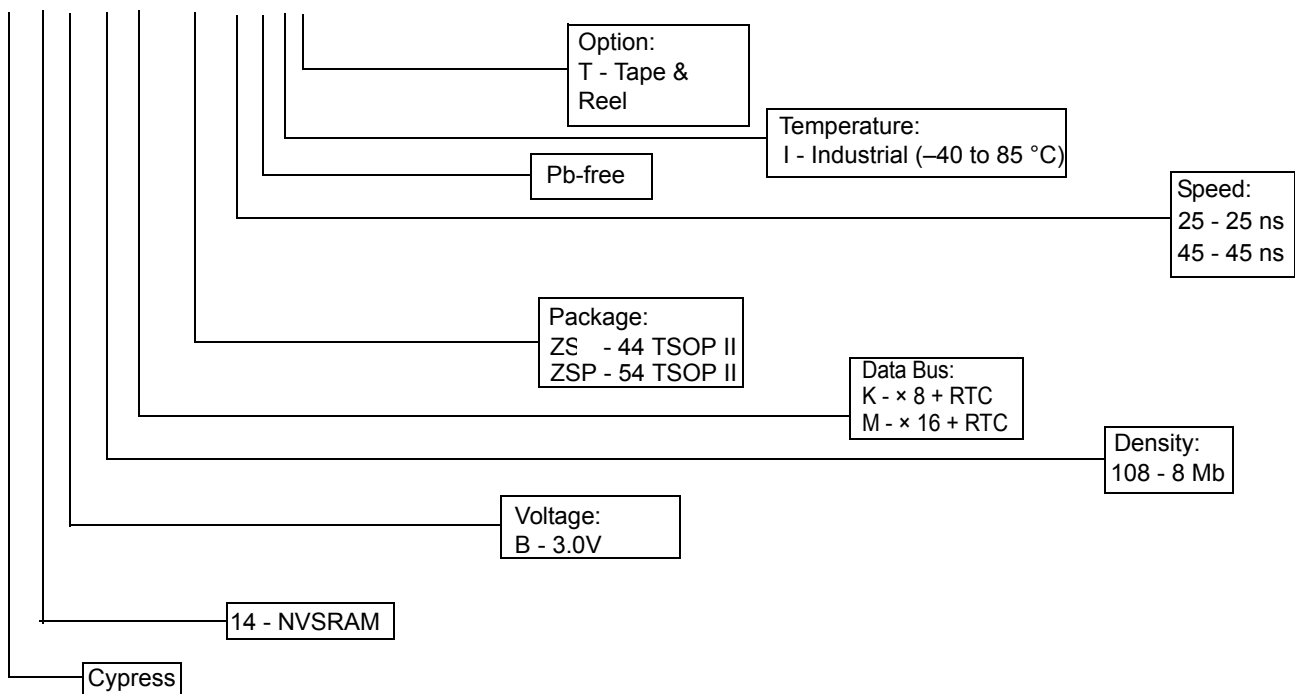 Option:
T - Tape &
Reel
Temperature:
I - Industrial (–40 to 85 °C)
Pb-free
Speed:
25 - 25 ns
45 - 45 ns
Package:
ZS - 44 TSOP II
ZSP - 54 TSOP II
Data Bus:
K - × 8 + RTC
M - × 16 + RTC
Density:
108 - 8 Mb
Voltage:
B - 3.0V
14 - NVSRAM
Cypress